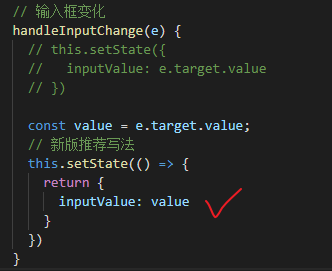 // 输入框变化
handleInputChange(e) {
// this.setState({
//   inputValue: e.target.value
// })
const value = e.target.value;
// 新版推荐写法
this.setState(() => {
return {
inputValue: value
}
})
}